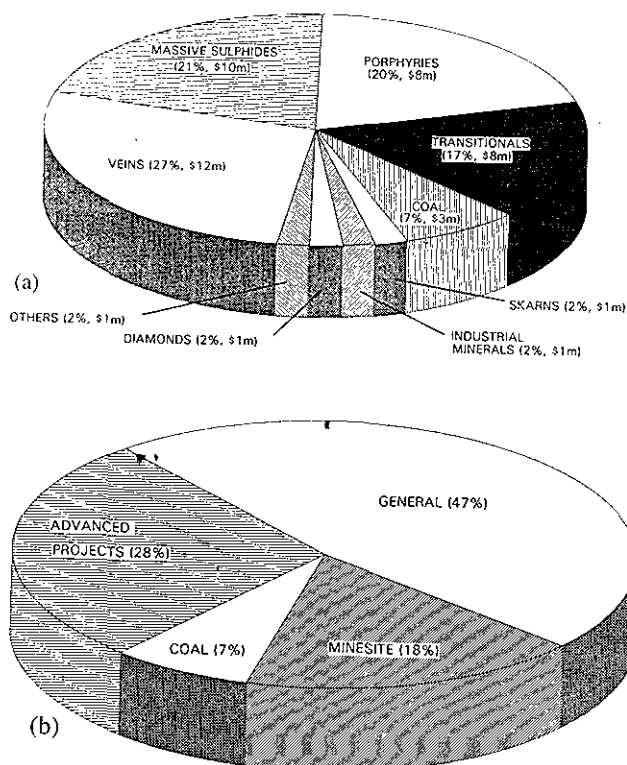 MASSIVE SULPHIDES
(21%, $10m)
PORPHYRIES
(20%, $8m)
TRANSITIONALS
(17%, $8m)
VEINS (27%, $12m)
COAL
(7%, $3m)
(a)
SKARNS (2%, $1m)
OTHERS (2%, $1m)
INDUSTRIAL
MINERALS (2%, $1m)
DIAMONDS (2%, $1m)
GENERAL (47%)
ADVANCED
PROJECTS (28%)
COAL (7%)
MINESITE (18%)
(b)